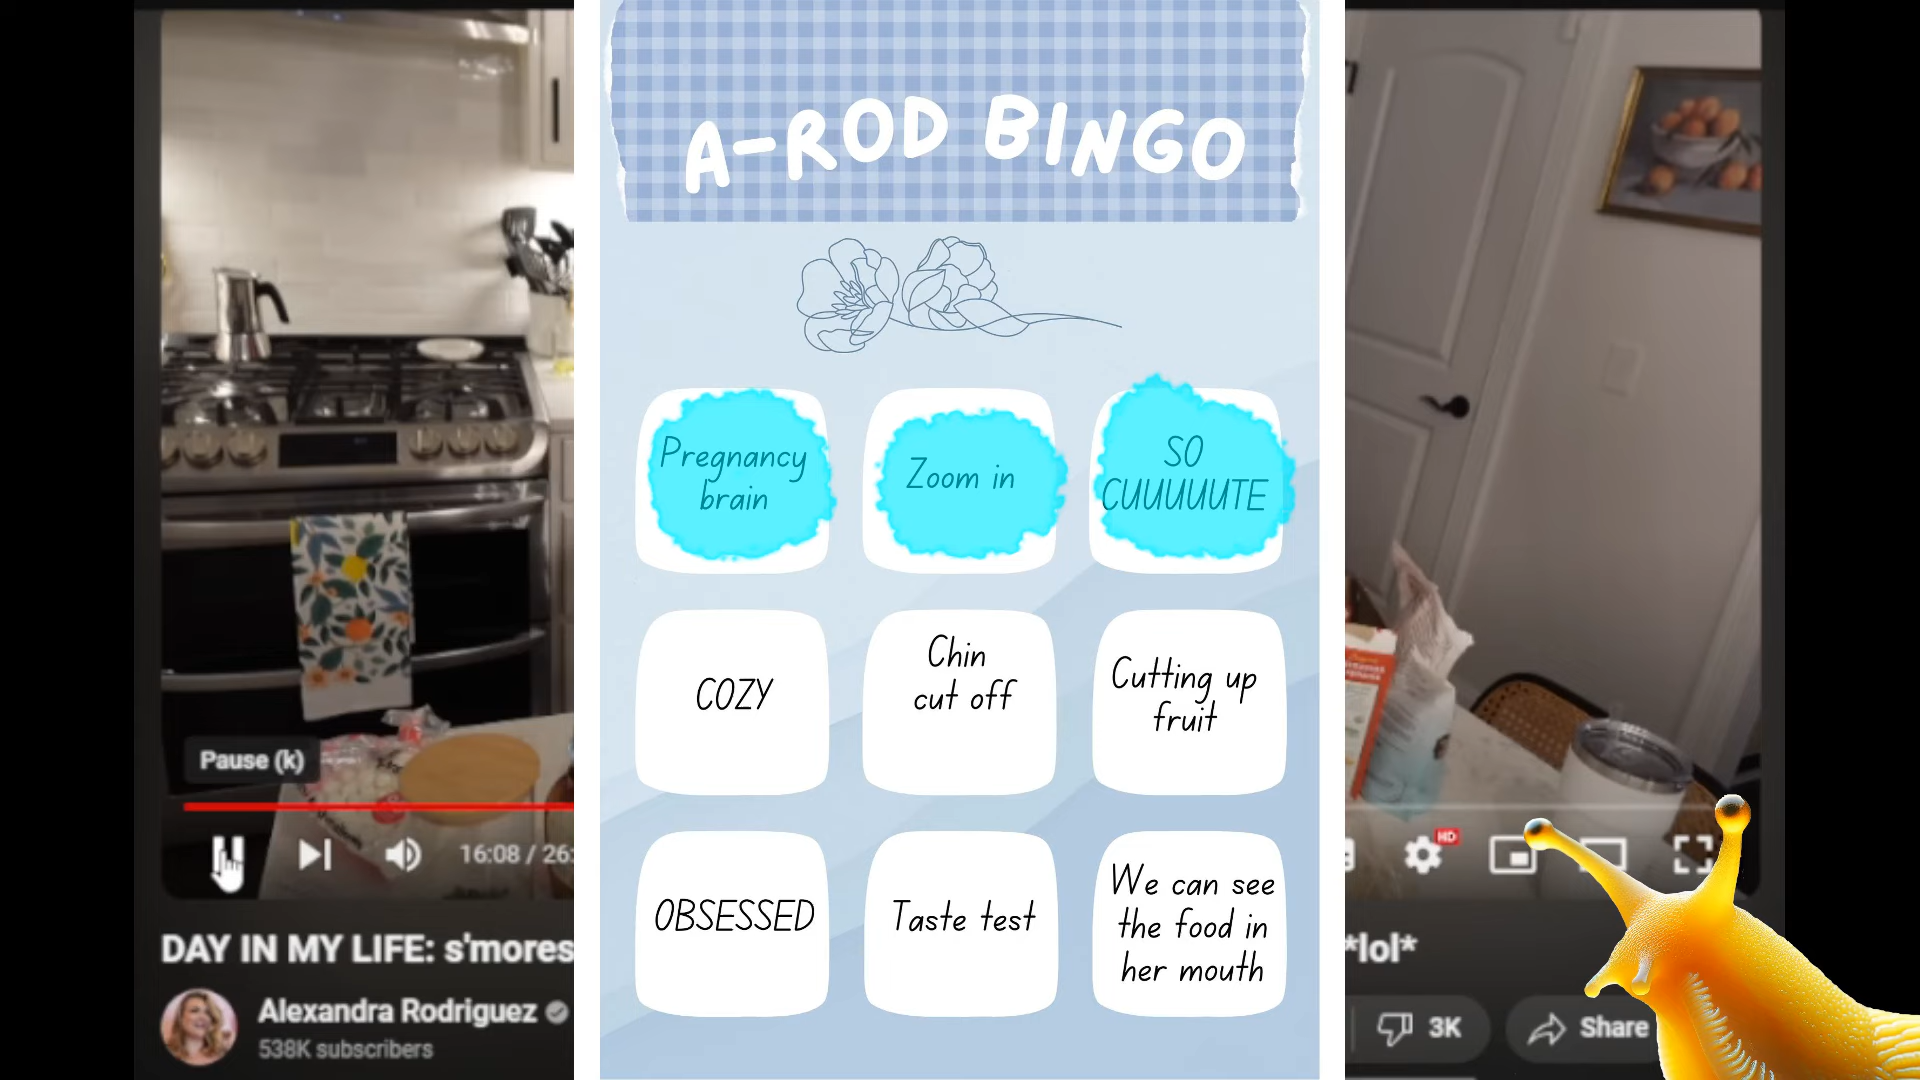 A-ROD BINGO
Pregnancy
brain
Zoom in
SO
CUUUUUTE
COZY
Chin
cut off
Cutting up
fruit
OBSESSED
Taste test
We can see
the food in
her mouth
Pause (k)
16:08 / 26:
HD
DAY IN MY LIFE: s'mores
*lol*
Alexandra Rodriguez
538K subscribers
3K
Share